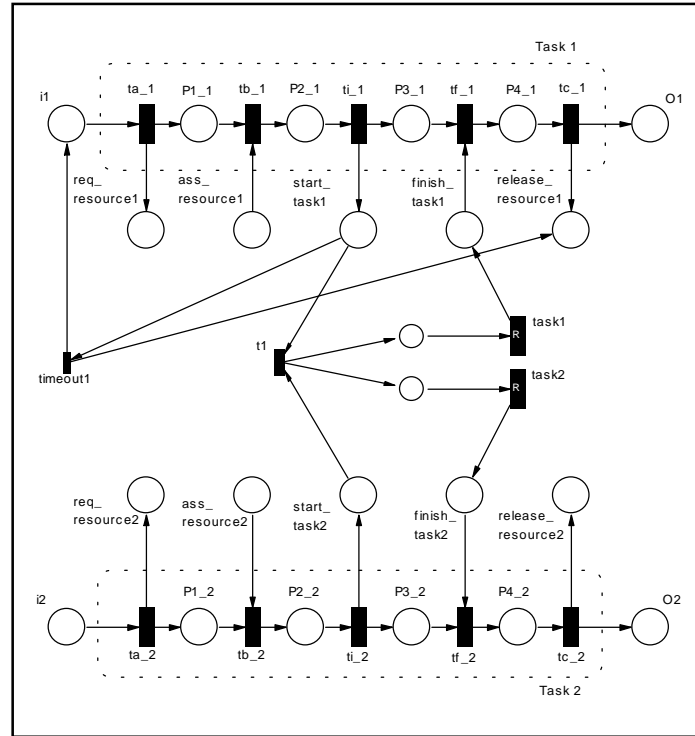 Task 1
ta_1
P1_1
tb_1
P2_1
ti_1
P3_1
tf_1
P4_1
tc_1
i1
O1
req_
resource1
ass_
resource1
start_
task1
finish_
task1
release_
resource1
t1
R
task1
timeout1
R
task2
req_
resource2
ass_
resource2
start_
task2
finish_
task2
release_
resource2
i2
P1_2
P2_2
P3_2
P4_2
O2
ta_2
tb_2
ti_2
tf_2
tc_2
Task 2